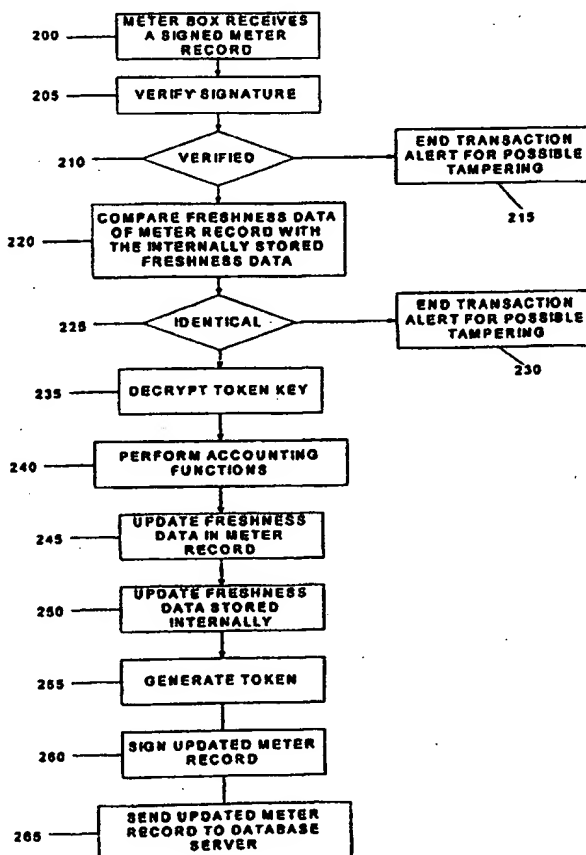 200
METER BOX RECEIVES
A SIGNED METER
RECORD
205
VERIFY SIGNATURE
210
VERIFIED
END TRANSACTION
ALERT FOR POSSIBLE
TAMPERING
215
220
COMPARE FRESHNESS DATA
OF METER RECORD WITH
THE INTERNALLY STORED
FRESHNESS DATA
225
IDENTICAL
END TRANSACTION
ALERT FOR POSSIBLE
TAMPERING
230
235
DECRYPT TOKEN KEY
240
PERFORM ACCOUNTING
FUNCTIONS
245
UPDATE FRESHNESS
DATA IN METER
RECORD
250
UPDATE FRESHNESS
DATA STORED
INTERNALLY
255
GENERATE TOKEN
260
SIGN UPDATED METER
RECORD
265
SEND UPDATED METER
RECORD TO DATABASE
SERVER